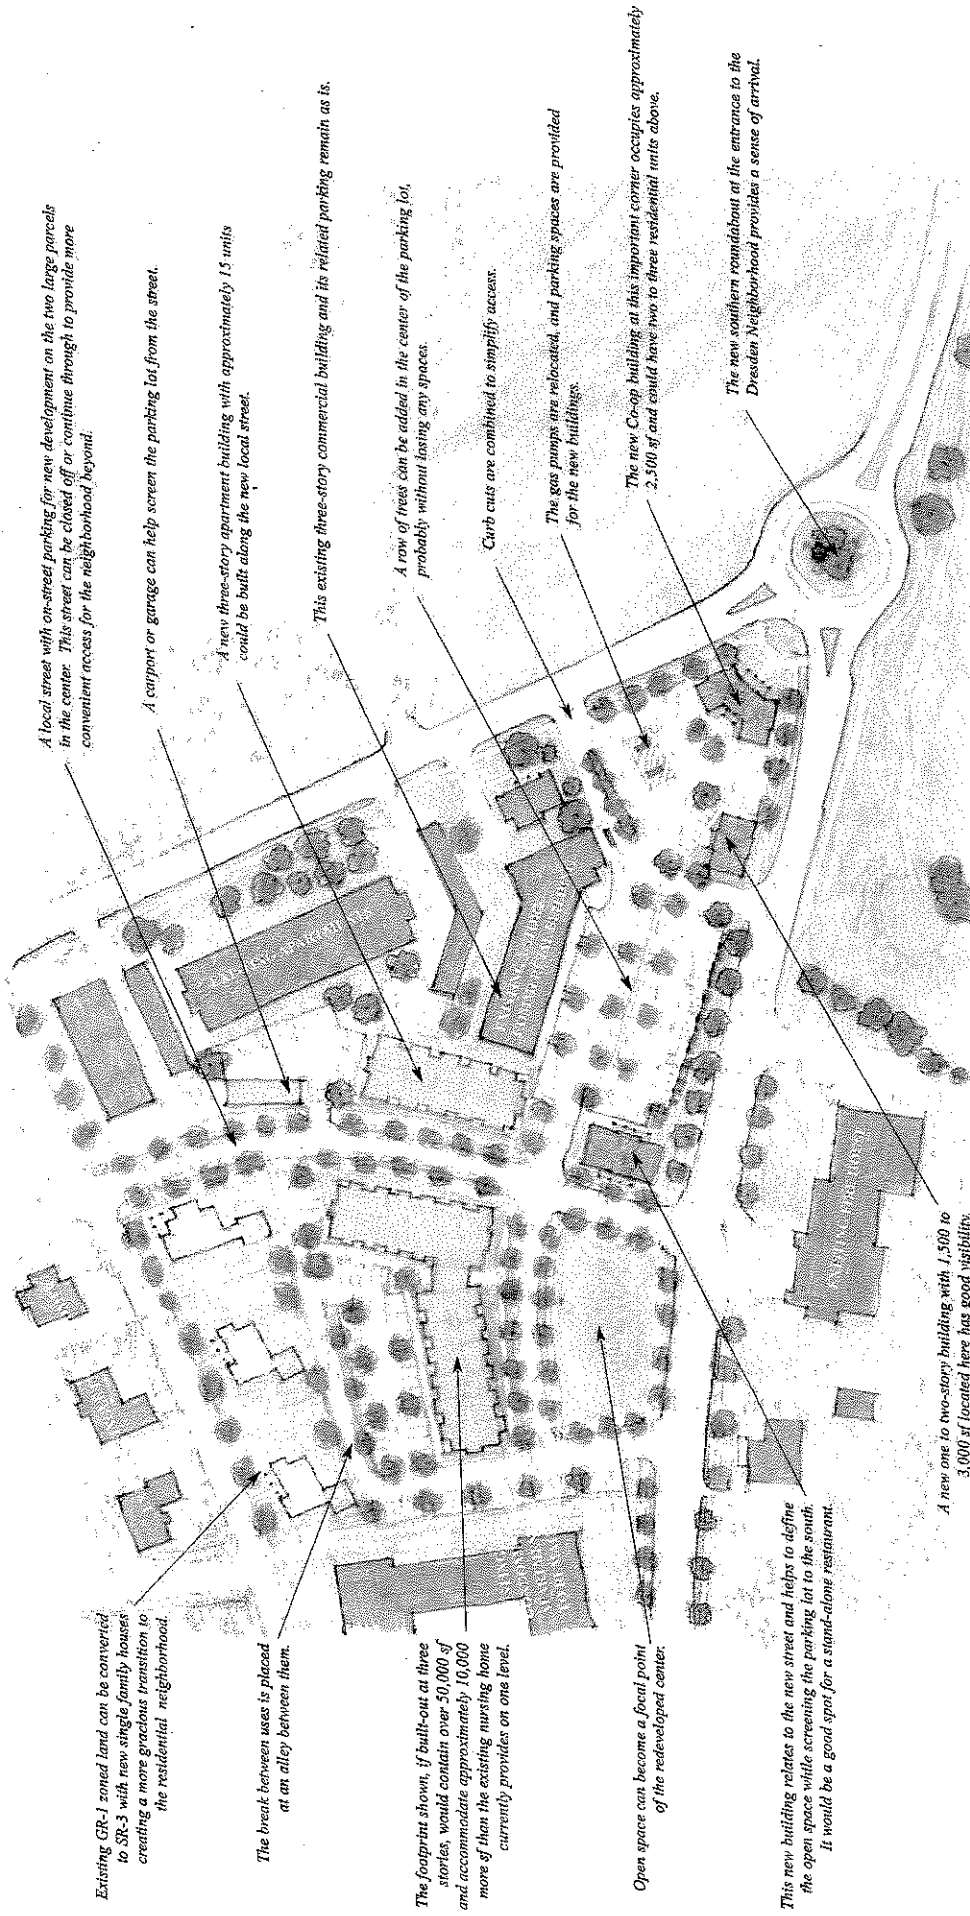 A local street with on-street parking for new development on the two large parcels
in the center. This street can be closed off or continue through to provide more
convenient access for the neighborhood beyond.
A carport or garage can help screen the parking lot from the street.
A new three-story apartment building with approximately 15 units
could be built along the new local street.
This existing three-story commercial building and its related parking remain as is.
A row of trees can be added in the center of the parking lot,
probably without losing any spaces.
Curb cuts are combined to simplify access.
The gas pumps are relocated, and parking spaces are provided
for the new buildings.
The new Co-op building at this important corner occupies approximately
2,500 sf and could have two to three residential units above.
The new southern roundabout at the entrance to the
Dresden Neighborhood provides a sense of arrival.
Existing GR-1 zoned land can be converted
to SR-3 with new single family houses
creating a more gracious transition to
the residential neighborhood.
The break between uses is placed
at an alley between them.
The footprint shown, if built-out at three
stories, would contain over 50,000 sf
and accommodate approximately 10,000
more sf than the existing nursing home
currently provides on one level.
Open space can become a focal point
of the redeveloped center.
This new building relates to the new street and helps to define
the open space while screening the parking lot to the south.
It would be a good spot for a stand-alone restaurant.
A new one to two-story building with 1,500 to
3,000 sf located here has good visibility.